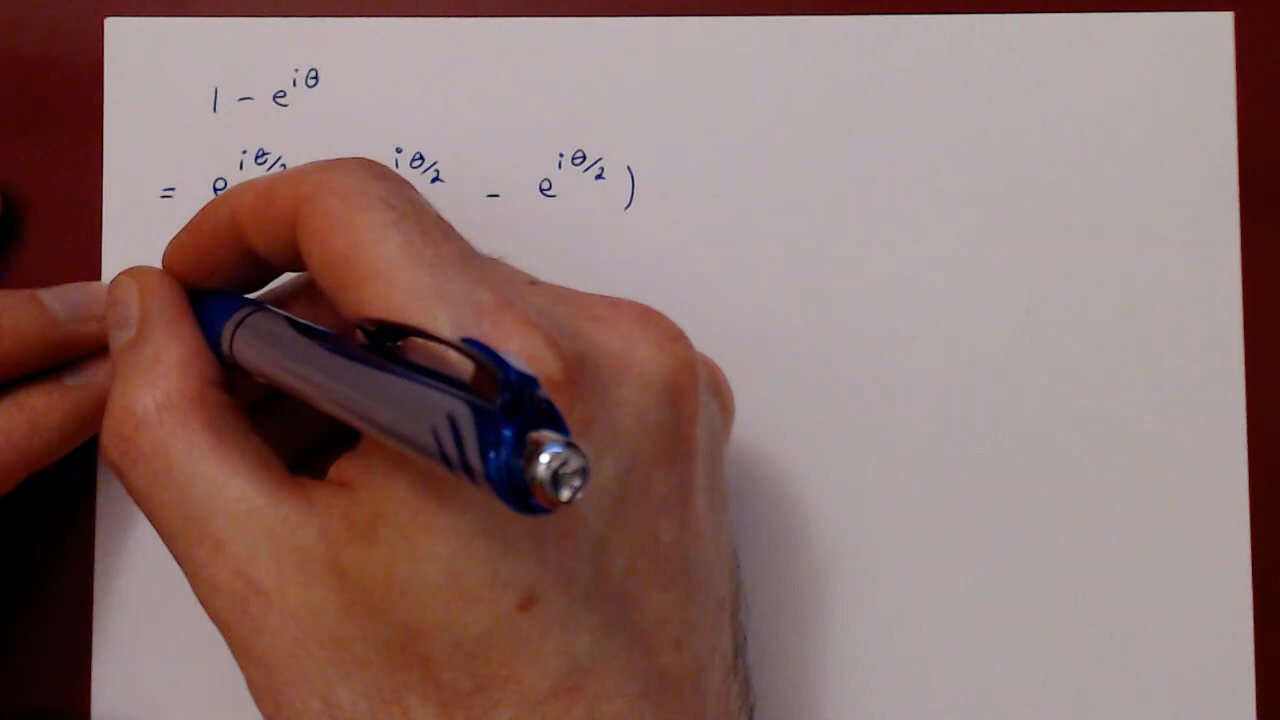 1 - e^{iθ}
= e^{iθ/2} iθ/2 - e^{iθ/2} )